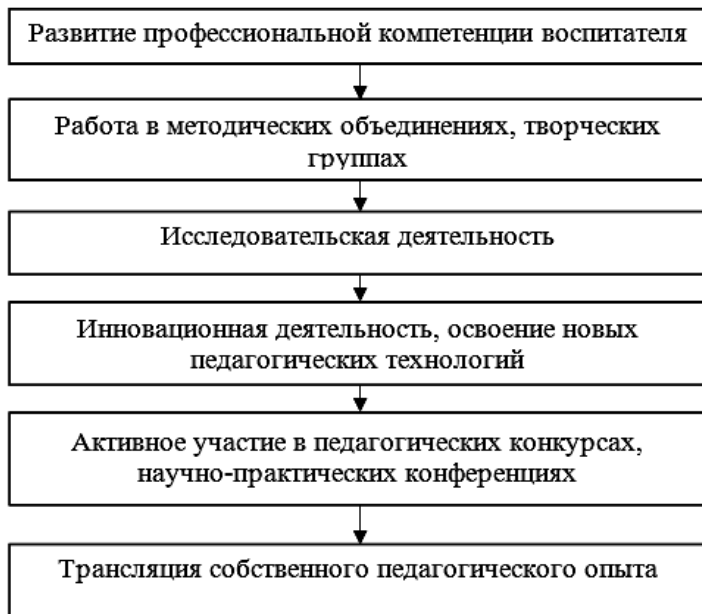 Развитие профессиональной компетенции воспитателя
Работа в методических объединениях, творческих
группах
Исследовательская деятельность
Инновационная деятельность, освоение новых
педагогических технологий
Активное участие в педагогических конкурсах,
научно-практических конференциях
Трансляция собственного педагогического опыта